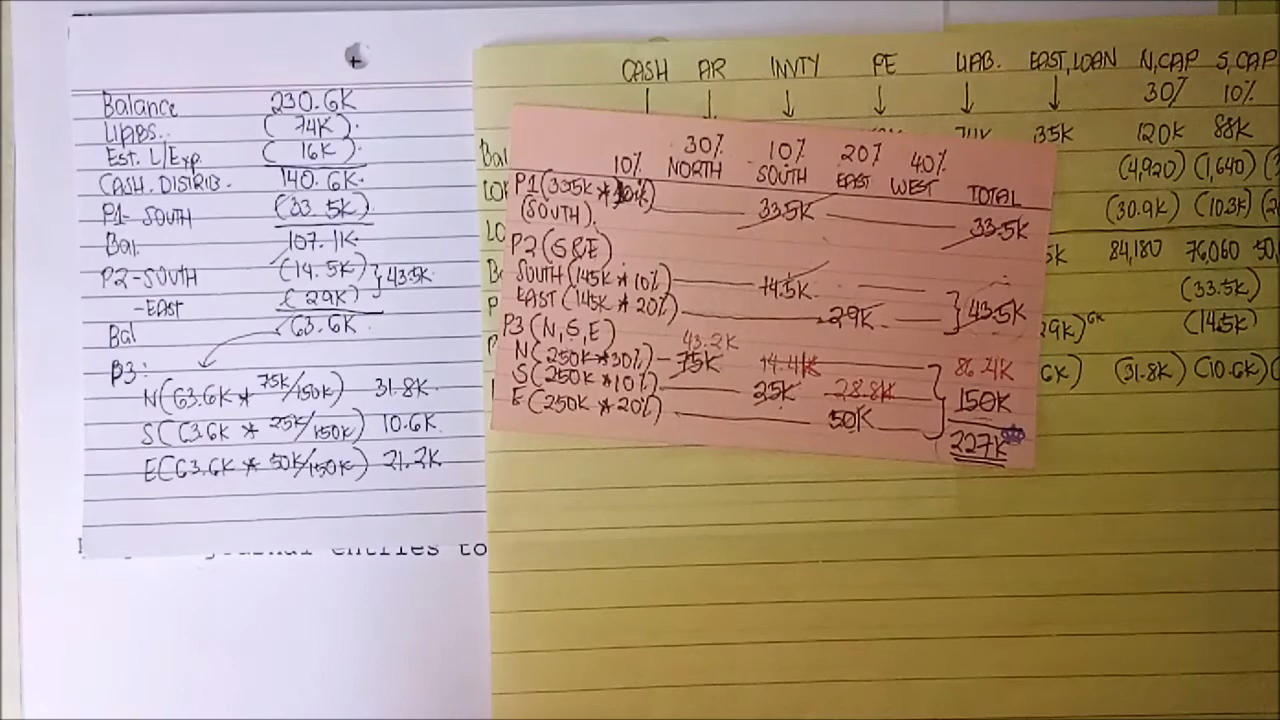 Balance 230.6K
LIABS. (74K).
Est. L/Exp. (16K)
CASH. DISTRIB. 140.6K.
P1- SOUTH (33.5K)
Bal. 107.1K
P2-SOUTH (14.5K) } 43.5K
-EAST (29K)
Bal 63.6K
P3:
N(63.6K * 75K/150K) 31.8K
S(63.6K * 25K/150K) 10.6K
E(63.6K * 50K/150K) 21.2K
entries to
CASH AR INVTY PE LIAB. EAST, LOAN N,CAP S,CAP
30% 10%
35K 120K 88K
(4,920) (1,640)
(30.9K) (10.3K)
84,180 76,060 50,
(33.5K)
29K) (14.5K)
(31.8K) (10.6K)
30% 10% 20% 40%
10% NORTH SOUTH EAST WEST TOTAL
P1(335K * 10%) 33.5K 33.5K
(SOUTH).
P2(S&E)
SOUTH(145K * 10%) 14.5K
EAST(145K * 20%) 29K } 43.5K
P3(N,S,E) 43.2K
N(250K*30%) - 75K 14.4K 86.4K
S(250K*10%) 25K 28.8K 150K
E(250K*20%) 50K
227K